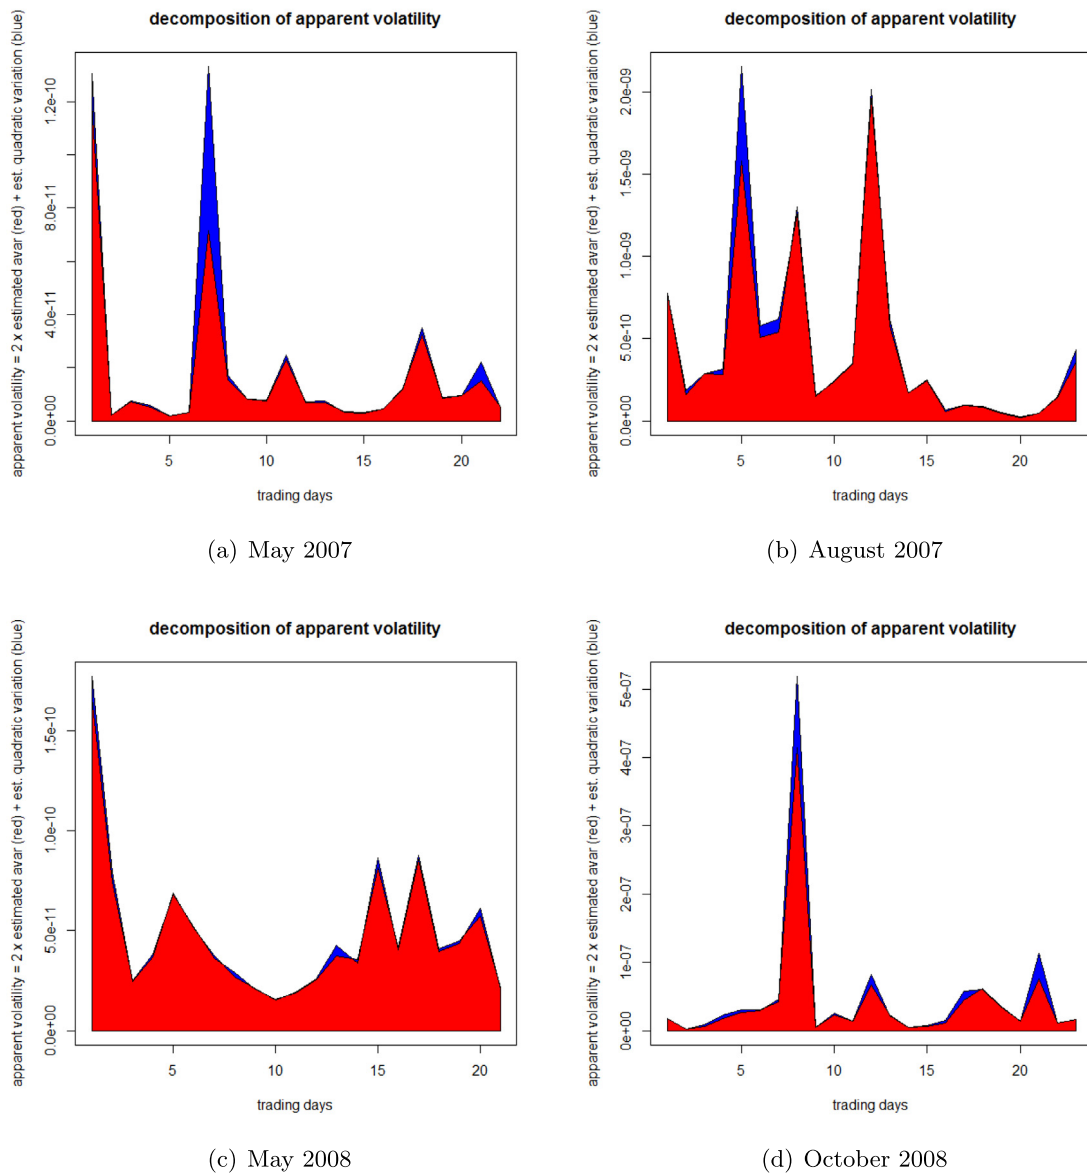 decomposition of apparent volatility
apparent volatility = 2 x estimated avar (red) + est. quadratic variation (blue)
1.2e-10
8.0e-11
4.0e-11
0.0e+00
5 10 15 20
trading days
(a) May 2007
decomposition of apparent volatility
apparent volatility = 2 x estimated avar (red) + est. quadratic variation (blue)
2.0e-09
1.5e-09
1.0e-09
5.0e-10
0.0e+00
5 10 15 20
trading days
(b) August 2007
decomposition of apparent volatility
apparent volatility = 2 x estimated avar (red) + est. quadratic variation (blue)
1.5e-10
1.0e-10
5.0e-11
0.0e+00
5 10 15 20
trading days
(c) May 2008
decomposition of apparent volatility
apparent volatility = 2 x estimated avar (red) + est. quadratic variation (blue)
5e-07
4e-07
3e-07
2e-07
1e-07
0e+00
5 10 15 20
trading days
(d) October 2008